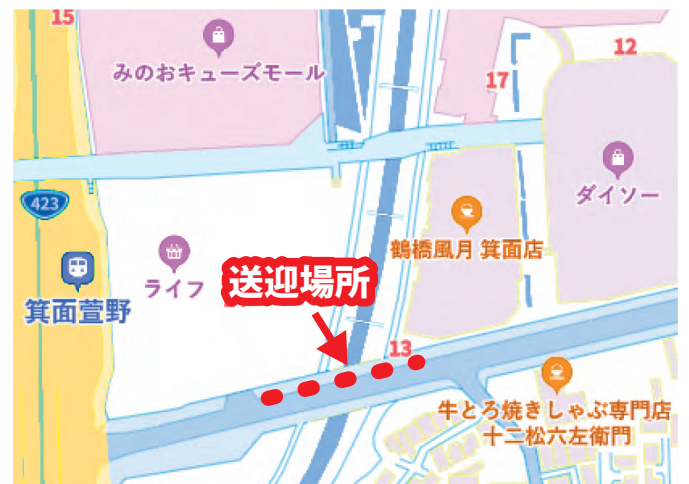 15
みのおキューズモール
12
17
ダイソー
423
鶴橋風月 箕面店
ライフ
送迎場所
箕面萱野
13
牛とろ焼きしゃぶ専門店
十二松六左衛門